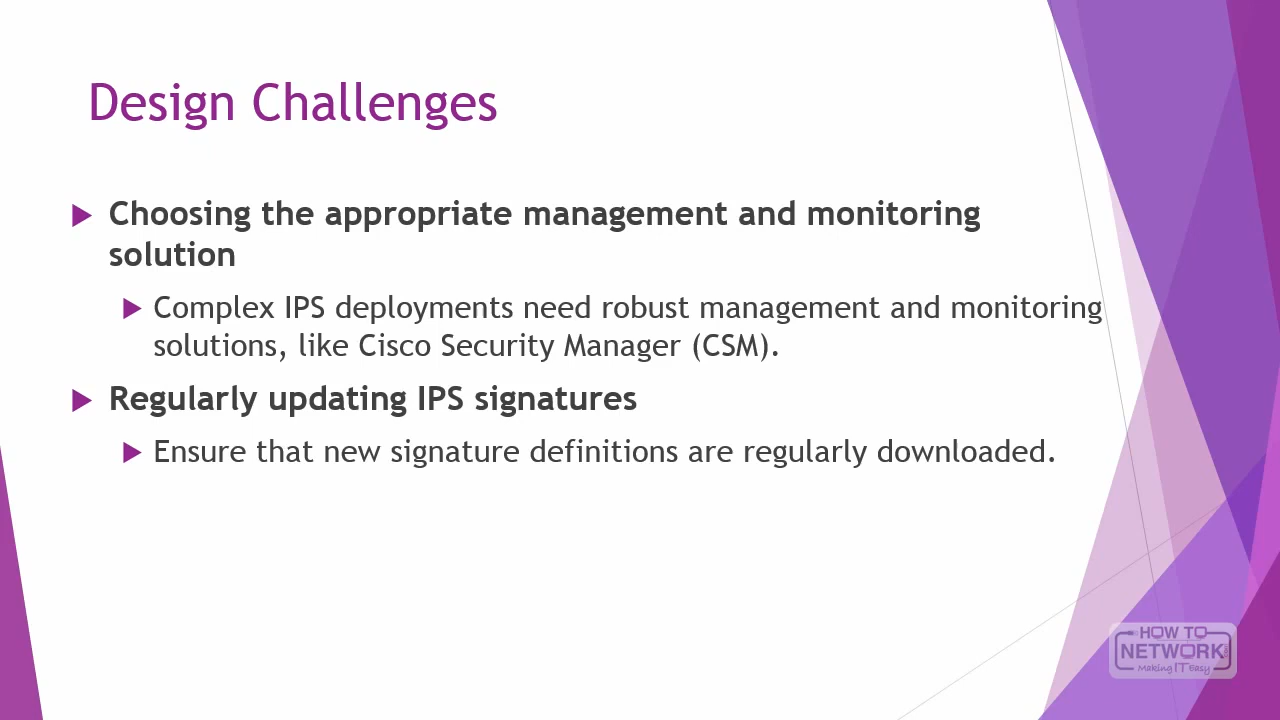 Design Challenges
Choosing the appropriate management and monitoring
solution
Complex IPS deployments need robust management and monitoring
solutions, like Cisco Security Manager (CSM).
Regularly updating IPS signatures
Ensure that new signature definitions are regularly downloaded.
HOW TO
NETWORK
Making IT Easy